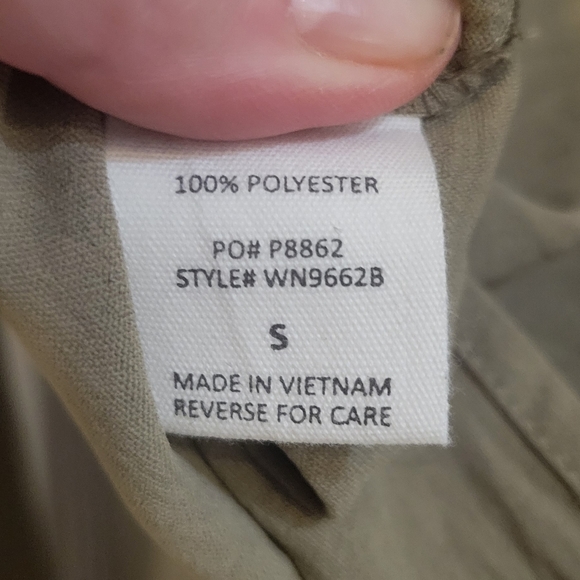 100% POLYESTER
PO# P8862
STYLE# WN9662B
S
MADE IN VIETNAM
REVERSE FOR CARE